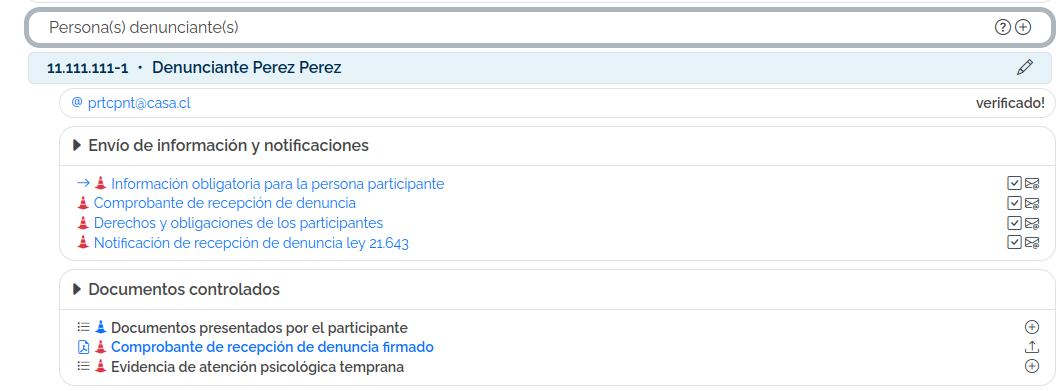 Persona(s) denunciante(s)
11.111.111-1 • Denunciante Perez Perez
@ prtcpnt@casa.cl verificado!
Envío de información y notificaciones
Información obligatoria para la persona participante
Comprobante de recepción de denuncia
Derechos y obligaciones de los participantes
Notificación de recepción de denuncia ley 21.643
Documentos controlados
Documentos presentados por el participante
Comprobante de recepción de denuncia firmado
Evidencia de atención psicológica temprana